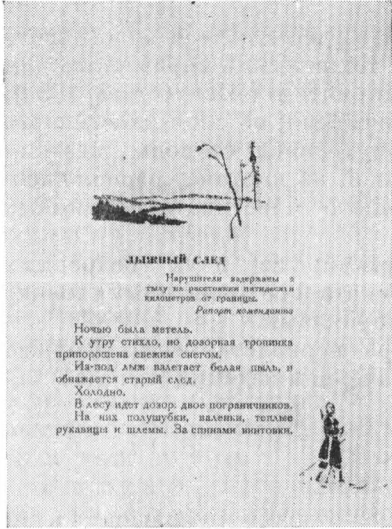 ЛЫЖНЫЙ СЛЕД
Нарушители задержаны в
тылу на расстоянии пятидесяти
километров от границы.
Рапорт коменданта
Ночью была метель.
К утру стихло, но дозорная тропинка
припорошена свежим снегом.
Из-под лыж взлетает белая пыль, и
обнажается старый след.
Холодно.
В лесу идет дозор: двое пограничников.
На них полушубки, валенки, теплые
рукавицы и шлемы. За спинами винтовки.